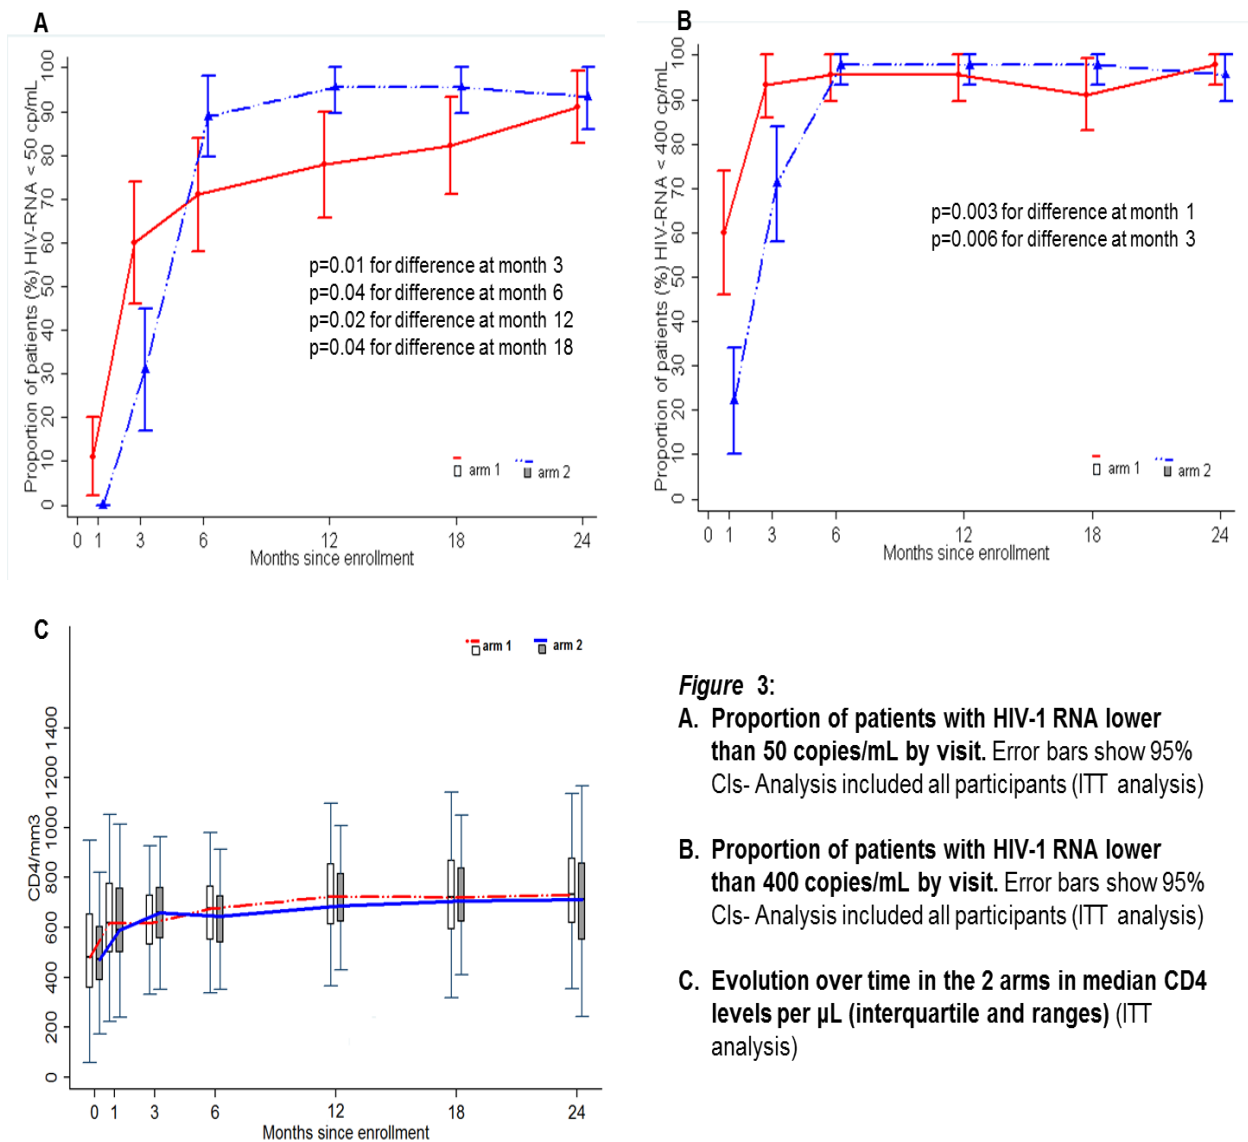 A
Proportion of patients (%) HIV-RNA < 50 cp/mL
100
90
80
70
60
50
40
30
20
10
0
p=0.01 for difference at month 3
p=0.04 for difference at month 6
p=0.02 for difference at month 12
p=0.04 for difference at month 18
arm 1 arm 2
0 1 3 6 12 18 24
Months since enrollment
B
Proportion of patients (%) HIV-RNA < 400 cp/mL
100
90
80
70
60
50
40
30
20
10
0
p=0.003 for difference at month 1
p=0.006 for difference at month 3
arm 1 arm 2
0 1 3 6 12 18 24
Months since enrollment
C
arm 1 arm 2
CD4/mm3
1400
1200
1000
800
600
400
200
0
0 1 3 6 12 18 24
Months since enrollment
Figure 3:
A. Proportion of patients with HIV-1 RNA lower
than 50 copies/mL by visit. Error bars show 95%
CIs- Analysis included all participants (ITT analysis)
B. Proportion of patients with HIV-1 RNA lower
than 400 copies/mL by visit. Error bars show 95%
CIs- Analysis included all participants (ITT analysis)
C. Evolution over time in the 2 arms in median CD4
levels per µL (interquartile and ranges) (ITT
analysis)